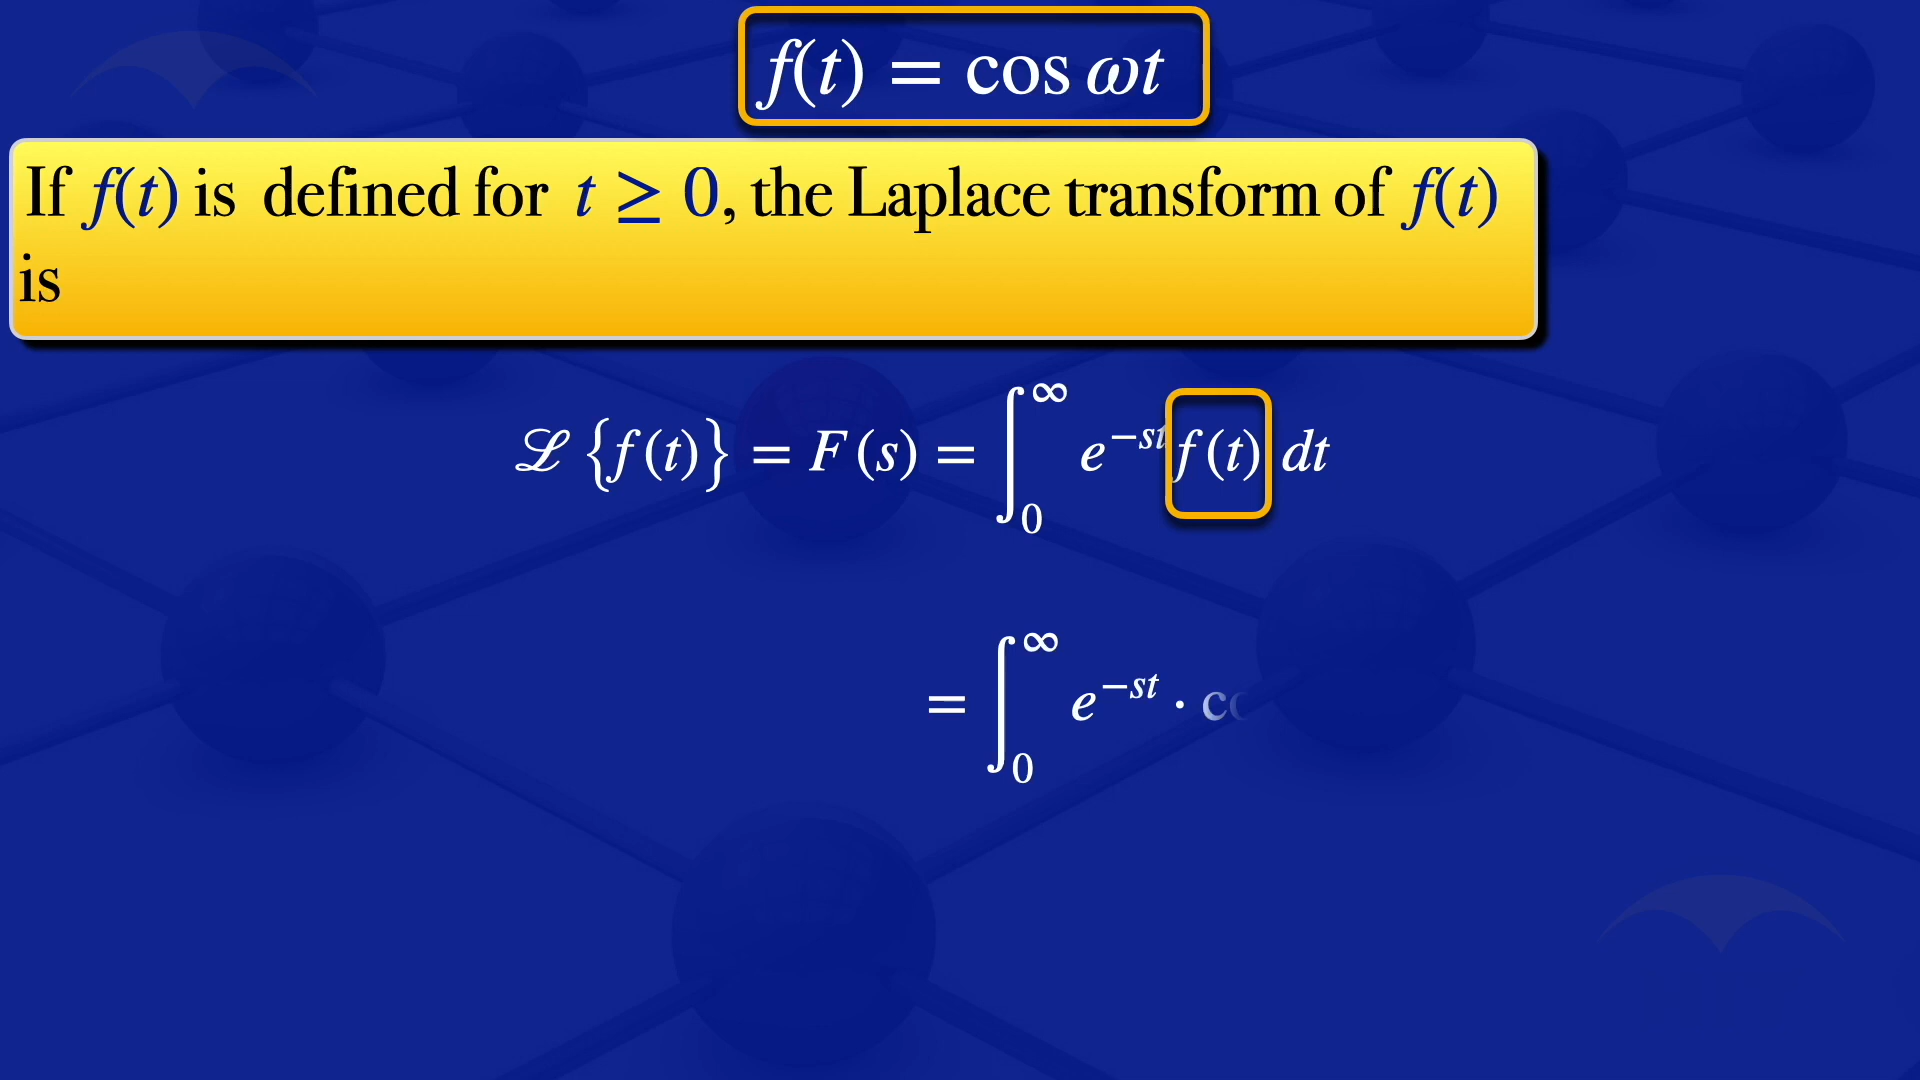 f(t) = cos ωt
If f(t) is defined for t ≥ 0, the Laplace transform of f(t)
is
ℒ {f(t)} = F(s) = ∫₀^∞ e^{−st} f(t) dt
= ∫₀^∞ e^{−st} ·